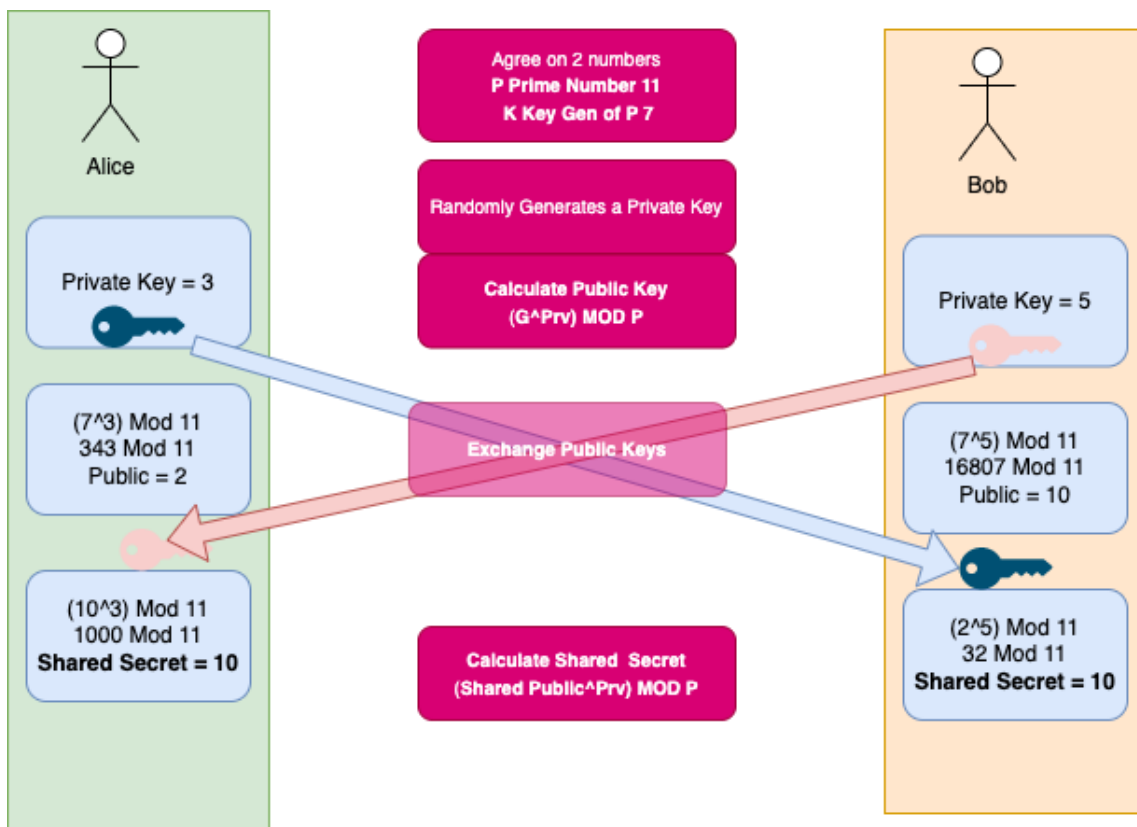 Alice
Private Key = 3
(7^3) Mod 11
343 Mod 11
Public = 2
(10^3) Mod 11
1000 Mod 11
Shared Secret = 10
Agree on 2 numbers
P Prime Number 11
K Key Gen of P 7
Randomly Generates a Private Key
Calculate Public Key
(G^Prv) MOD P
Exchange Public Keys
Calculate Shared Secret
(Shared Public^Prv) MOD P
Bob
Private Key = 5
(7^5) Mod 11
16807 Mod 11
Public = 10
(2^5) Mod 11
32 Mod 11
Shared Secret = 10